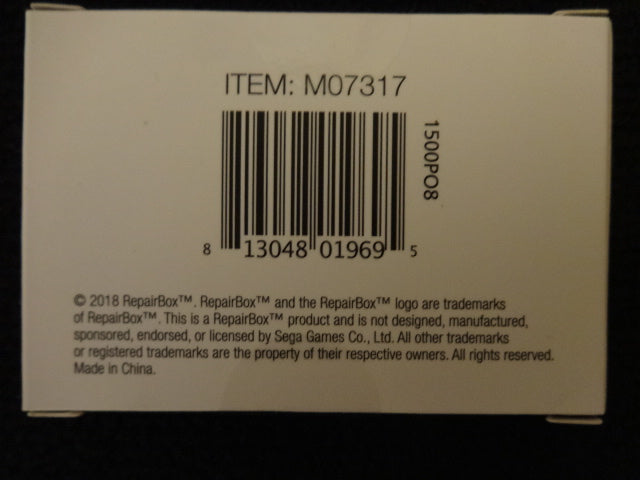 ITEM: M07317
1500PO8
8 13048 01969 5
© 2018 RepairBox™. RepairBox™ and the RepairBox™ logo are trademarks
of RepairBox™. This is a RepairBox™ product and is not designed, manufactured,
sponsored, endorsed, or licensed by Sega Games Co., Ltd. All other trademarks
or registered trademarks are the property of their respective owners. All rights reserved.
Made in China.